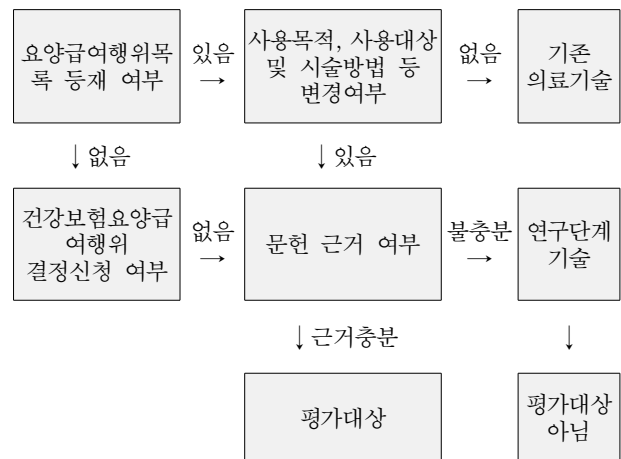 요양급여행위목
록 등재 여부
있음
→
사용목적, 사용대상
및 시술방법 등
변경여부
없음
→
기존
의료기술
↓없음
↓있음
건강보험요양급
여행위
결정신청 여부
없음
→
문헌 근거 여부
불충분
→
연구단계
기술
↓근거충분
↓
평가대상
평가대상
아님